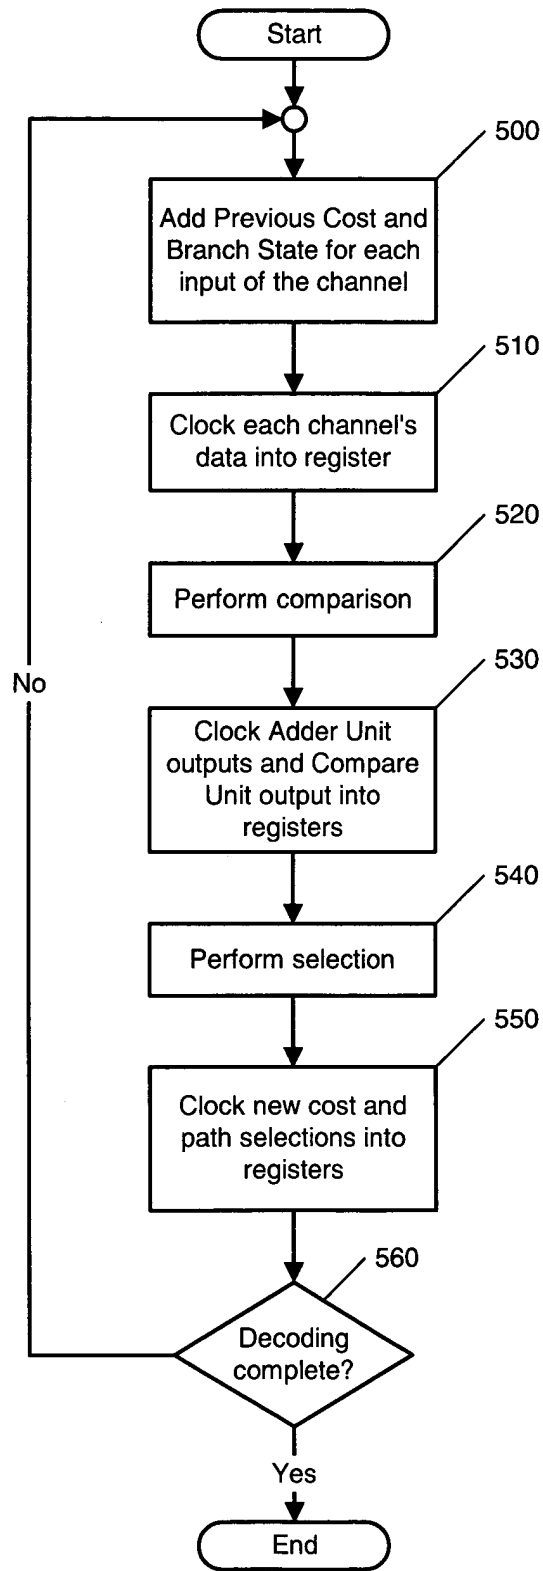 Start
500
Add Previous Cost and
Branch State for each
input of the channel
510
Clock each channel's
data into register
520
Perform comparison
530
Clock Adder Unit
outputs and Compare
Unit output into
registers
540
Perform selection
550
Clock new cost and
path selections into
registers
560
Decoding
complete?
No
Yes
End